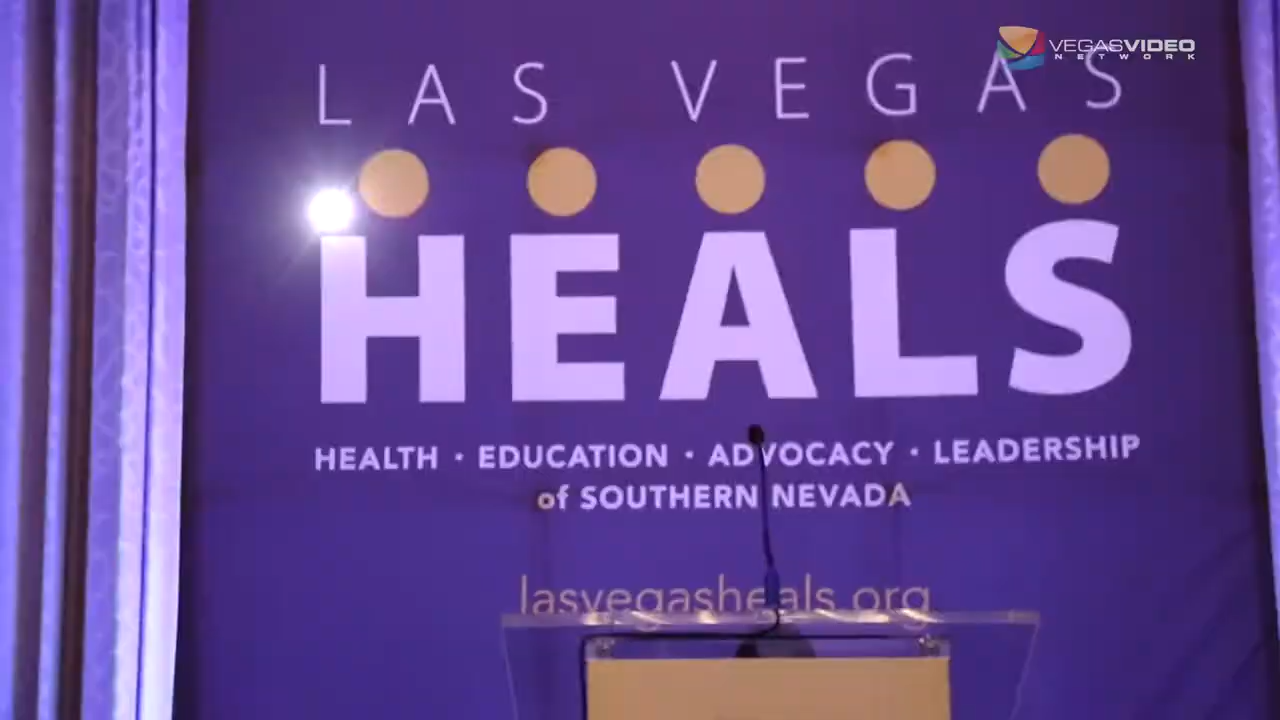 VEGASVIDEO
NETWORK
LAS VEGAS
HEALS
HEALTH · EDUCATION · ADVOCACY · LEADERSHIP
of SOUTHERN NEVADA
lasvegasheals.org